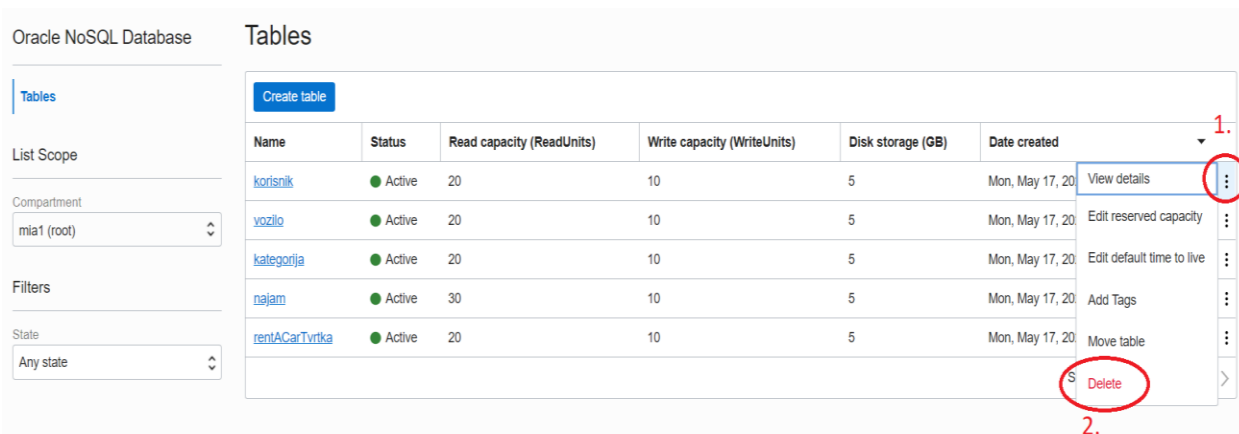 Oracle NoSQL Database
Tables
List Scope
Compartment
mia1 (root)
Filters
State
Any state
Tables
Create table
Name Status Read capacity (ReadUnits) Write capacity (WriteUnits) Disk storage (GB) Date created 1.
korisnik Active 20 10 5 Mon, May 17, 20
vozilo Active 20 10 5 Mon, May 17, 20
kategorija Active 20 10 5 Mon, May 17, 20
najam Active 30 10 5 Mon, May 17, 20
rentACarTvrtka Active 20 10 5 Mon, May 17, 20
S
View details
Edit reserved capacity
Edit default time to live
Add Tags
Move table
Delete
2.